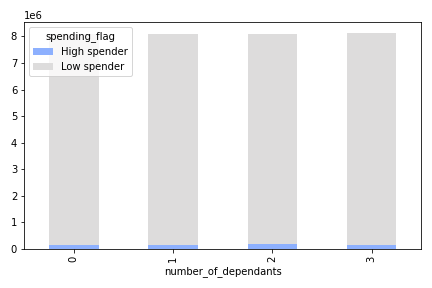 1e6
spending_flag
High spender
Low spender
8
7
6
5
4
3
2
1
0
0
1
2
3
number_of_dependants